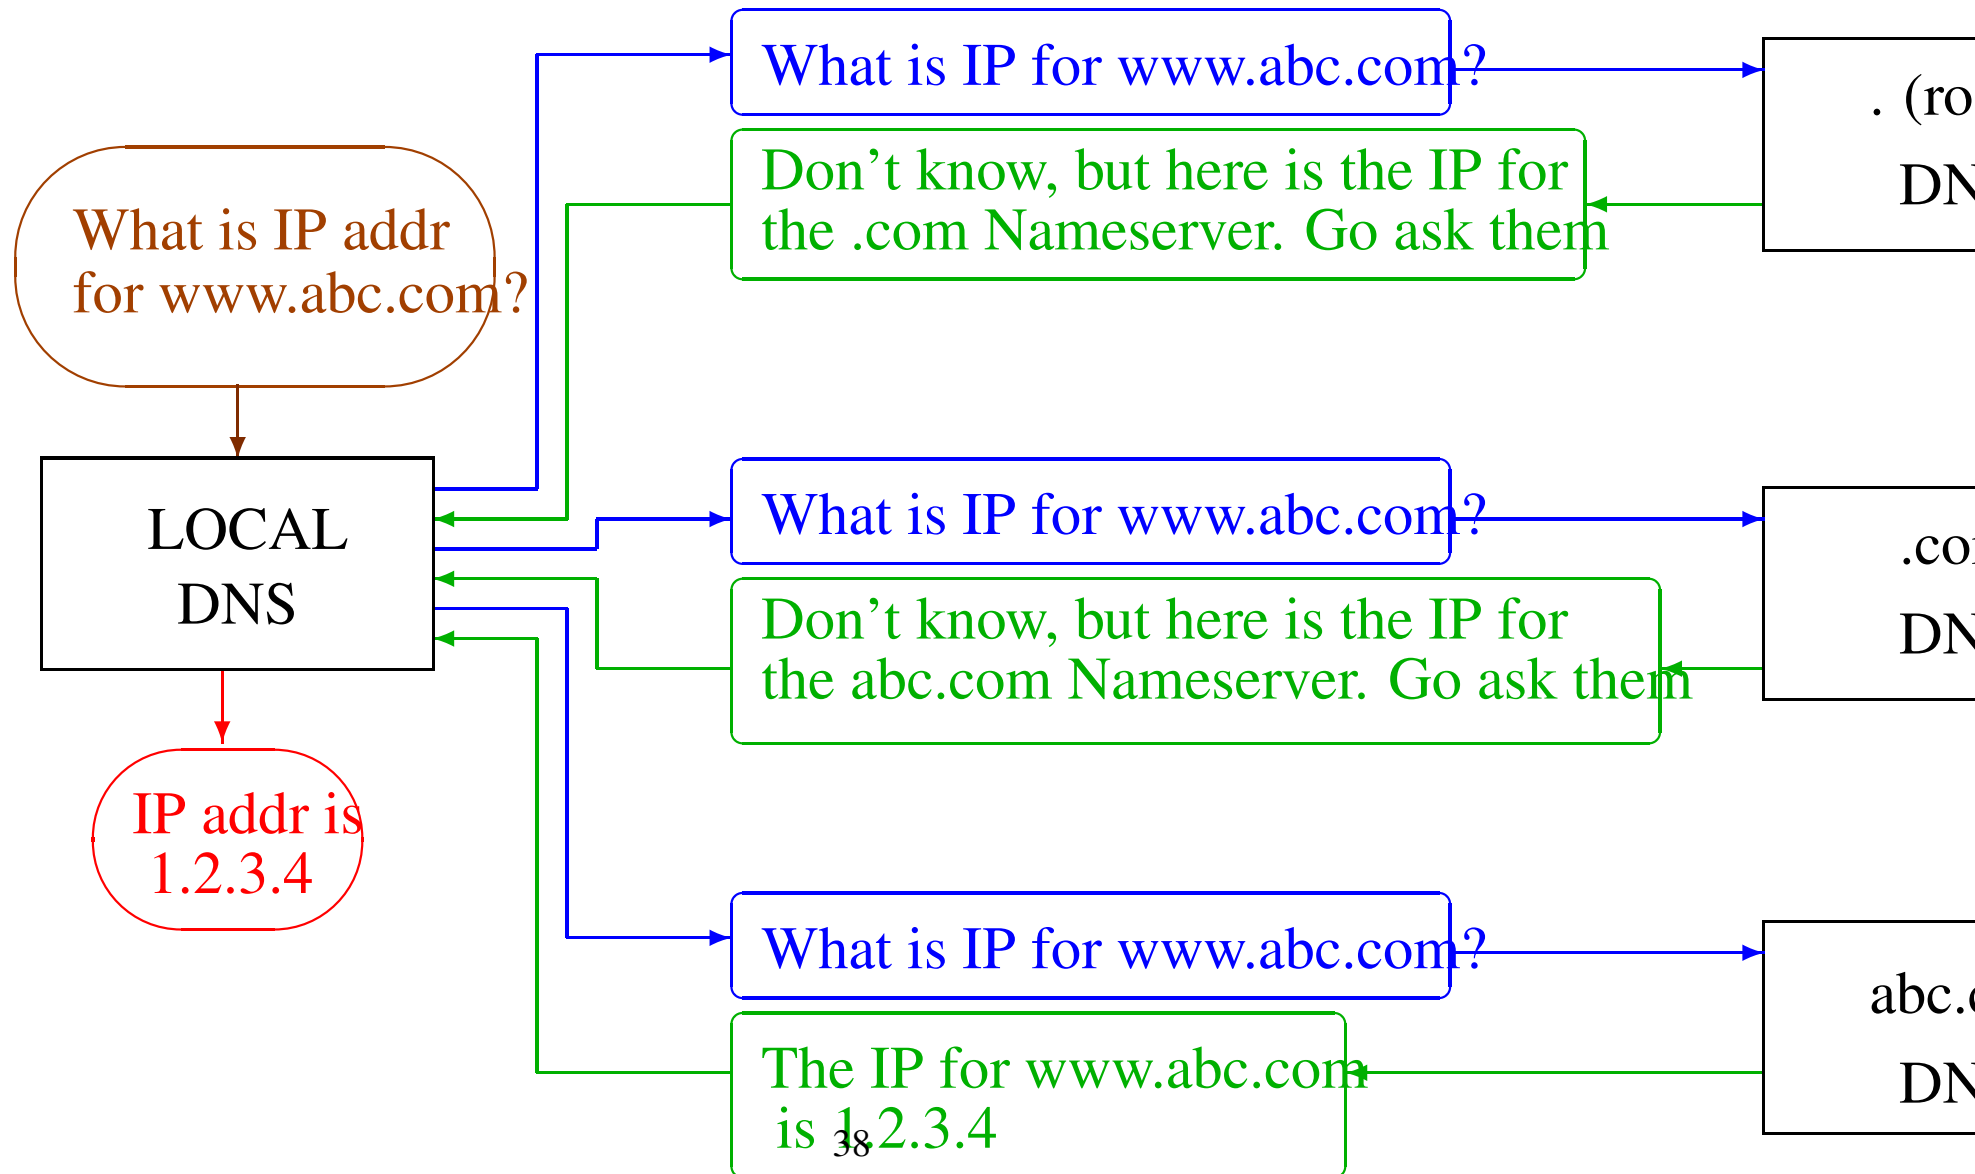 What is IP for www.abc.com?
. (ro
DN
Don't know, but here is the IP for
the .com Nameserver. Go ask them
What is IP addr
for www.abc.com?
LOCAL
DNS
What is IP for www.abc.com?
.co
DN
Don't know, but here is the IP for
the abc.com Nameserver. Go ask them
IP addr is
1.2.3.4
What is IP for www.abc.com?
abc.
DN
The IP for www.abc.com
is 1.2.3.4
38